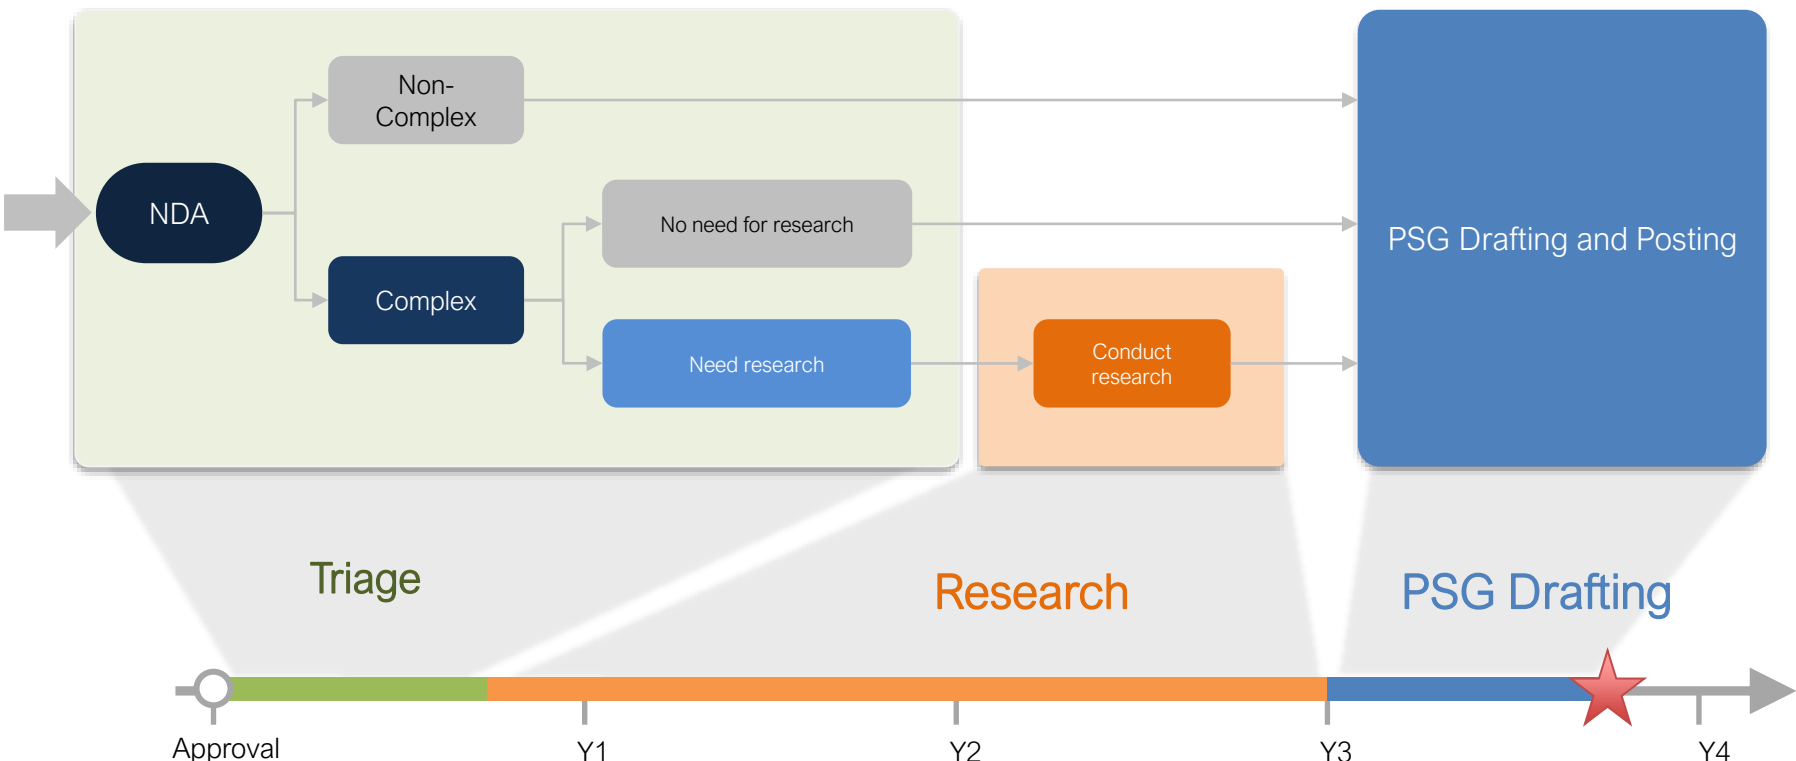 Non-
Complex
NDA
No need for research
PSG Drafting and Posting
Complex
Need research
Conduct
research
Triage
Research
PSG Drafting
Approval
Y1
Y2
Y3
Y4